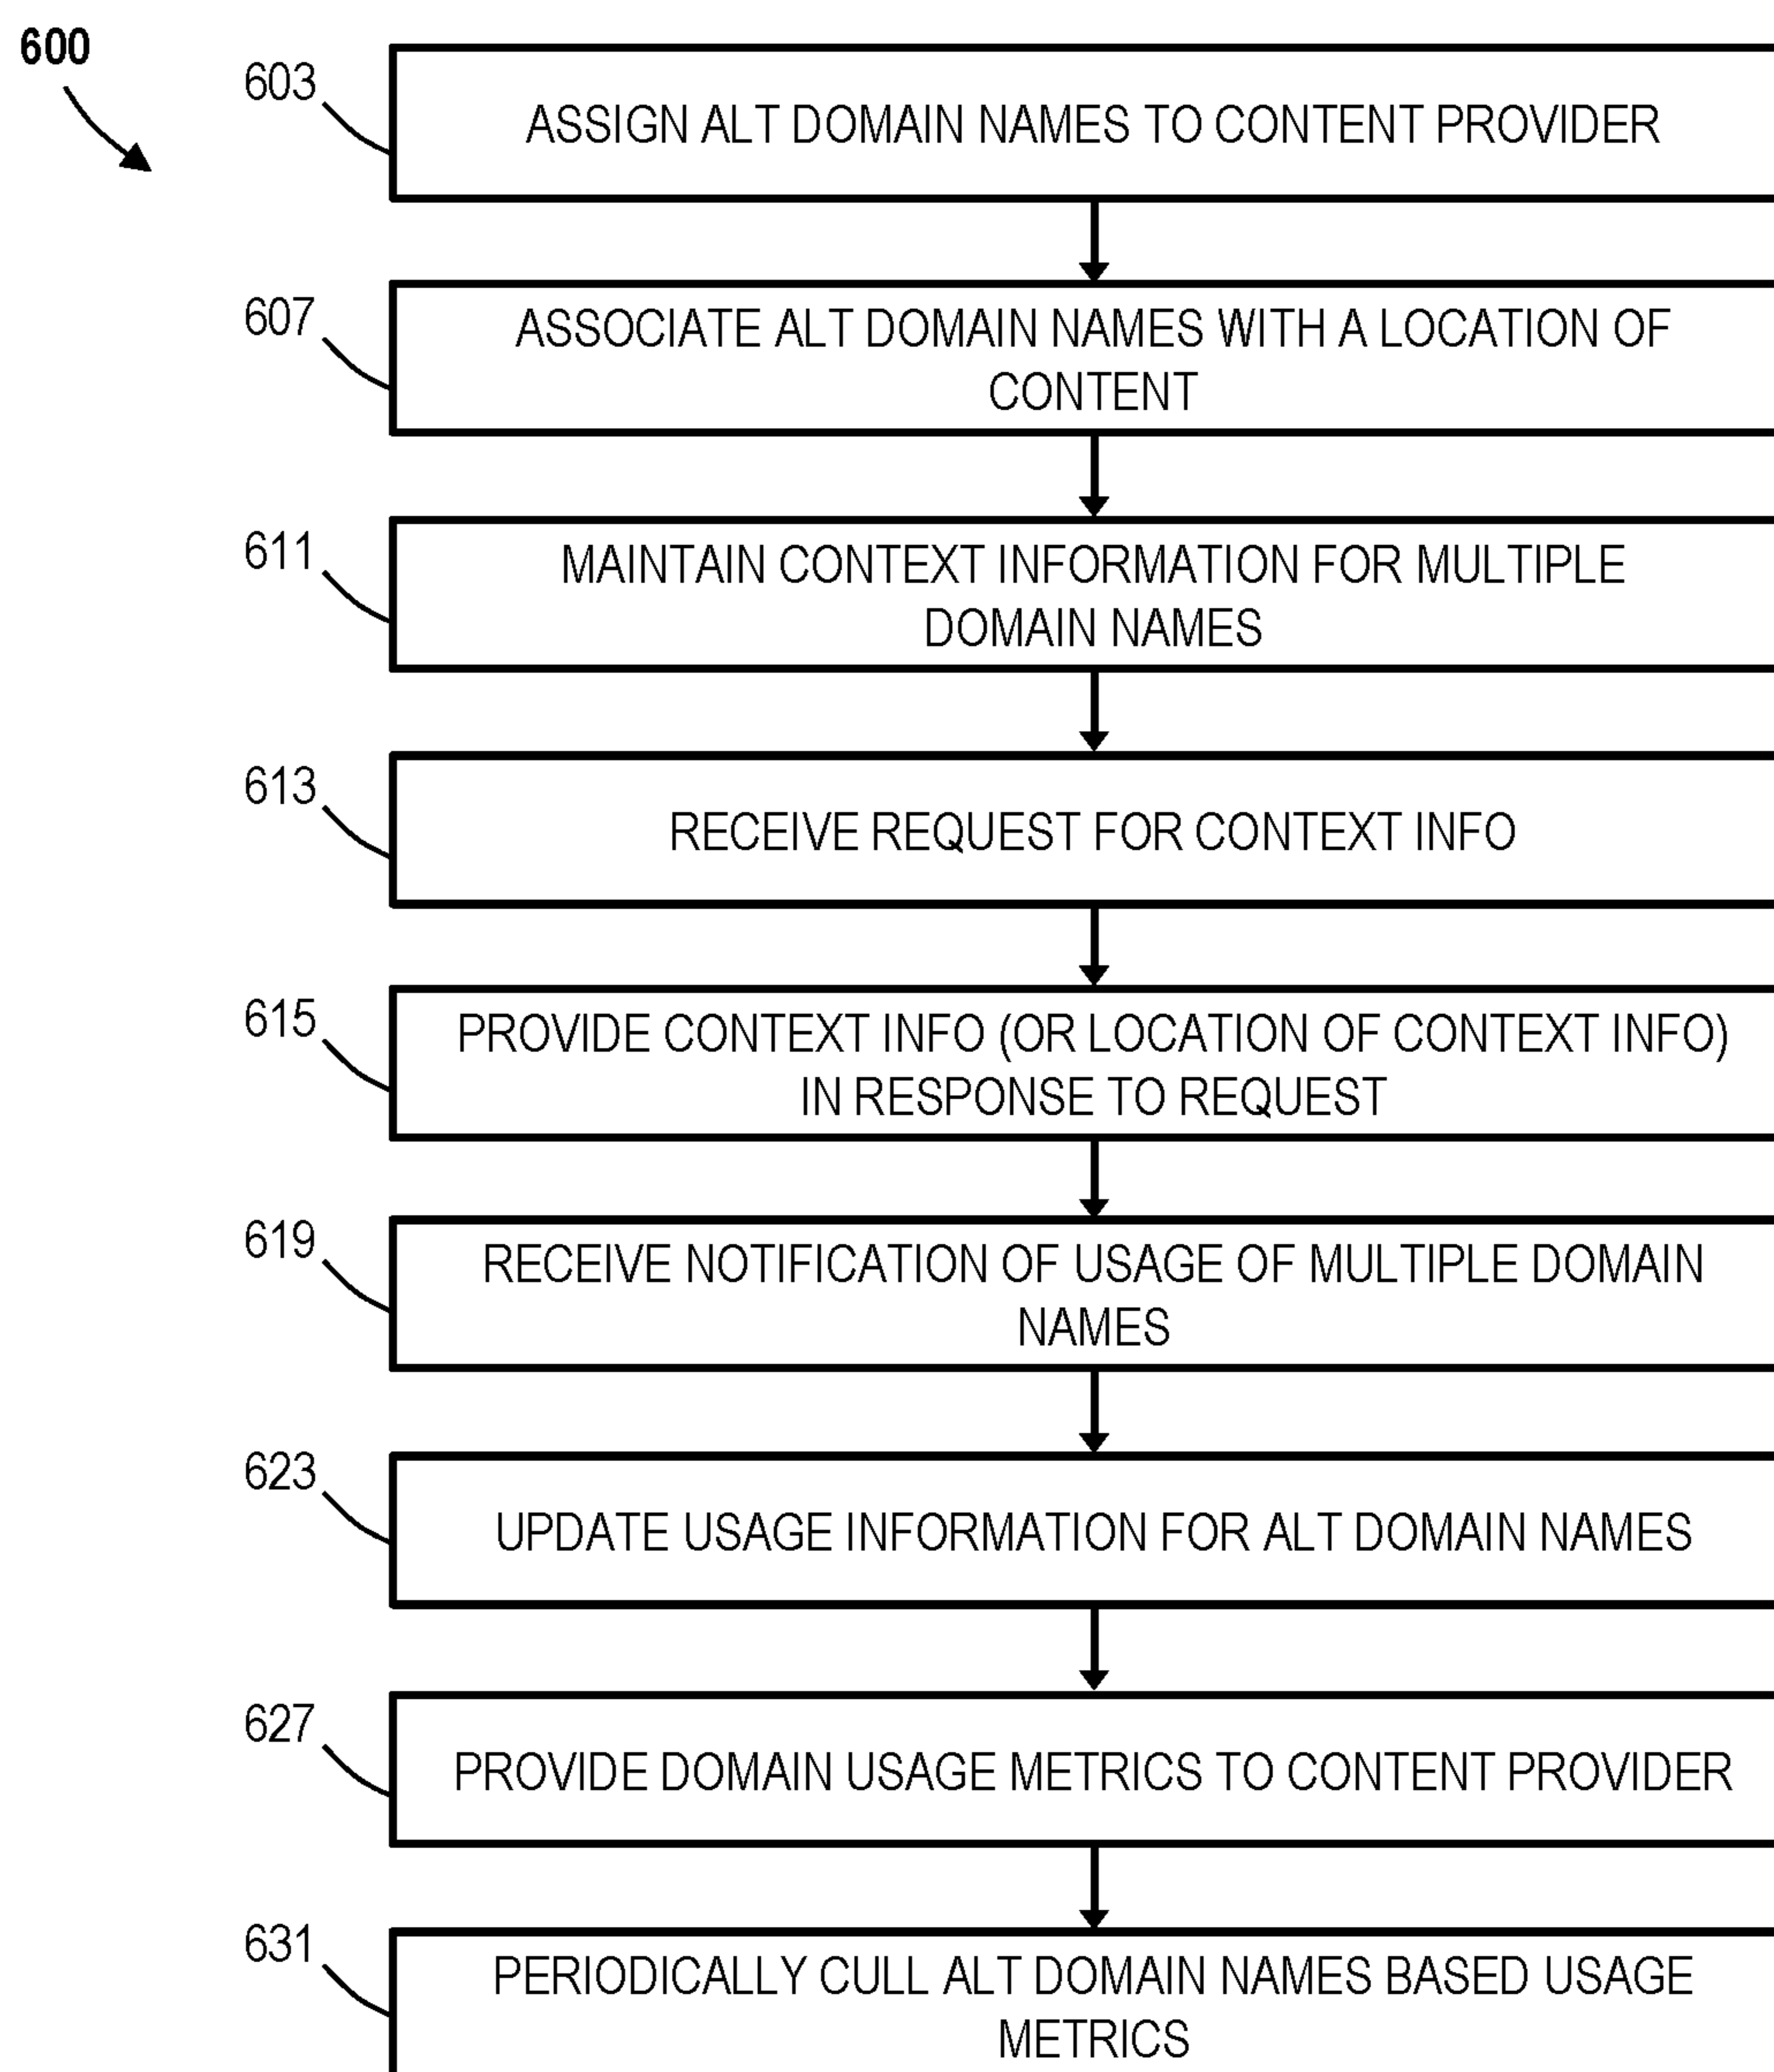 600
603
ASSIGN ALT DOMAIN NAMES TO CONTENT PROVIDER
607
ASSOCIATE ALT DOMAIN NAMES WITH A LOCATION OF
CONTENT
611
MAINTAIN CONTEXT INFORMATION FOR MULTIPLE
DOMAIN NAMES
613
RECEIVE REQUEST FOR CONTEXT INFO
615
PROVIDE CONTEXT INFO (OR LOCATION OF CONTEXT INFO)
IN RESPONSE TO REQUEST
619
RECEIVE NOTIFICATION OF USAGE OF MULTIPLE DOMAIN
NAMES
623
UPDATE USAGE INFORMATION FOR ALT DOMAIN NAMES
627
PROVIDE DOMAIN USAGE METRICS TO CONTENT PROVIDER
631
PERIODICALLY CULL ALT DOMAIN NAMES BASED USAGE
METRICS